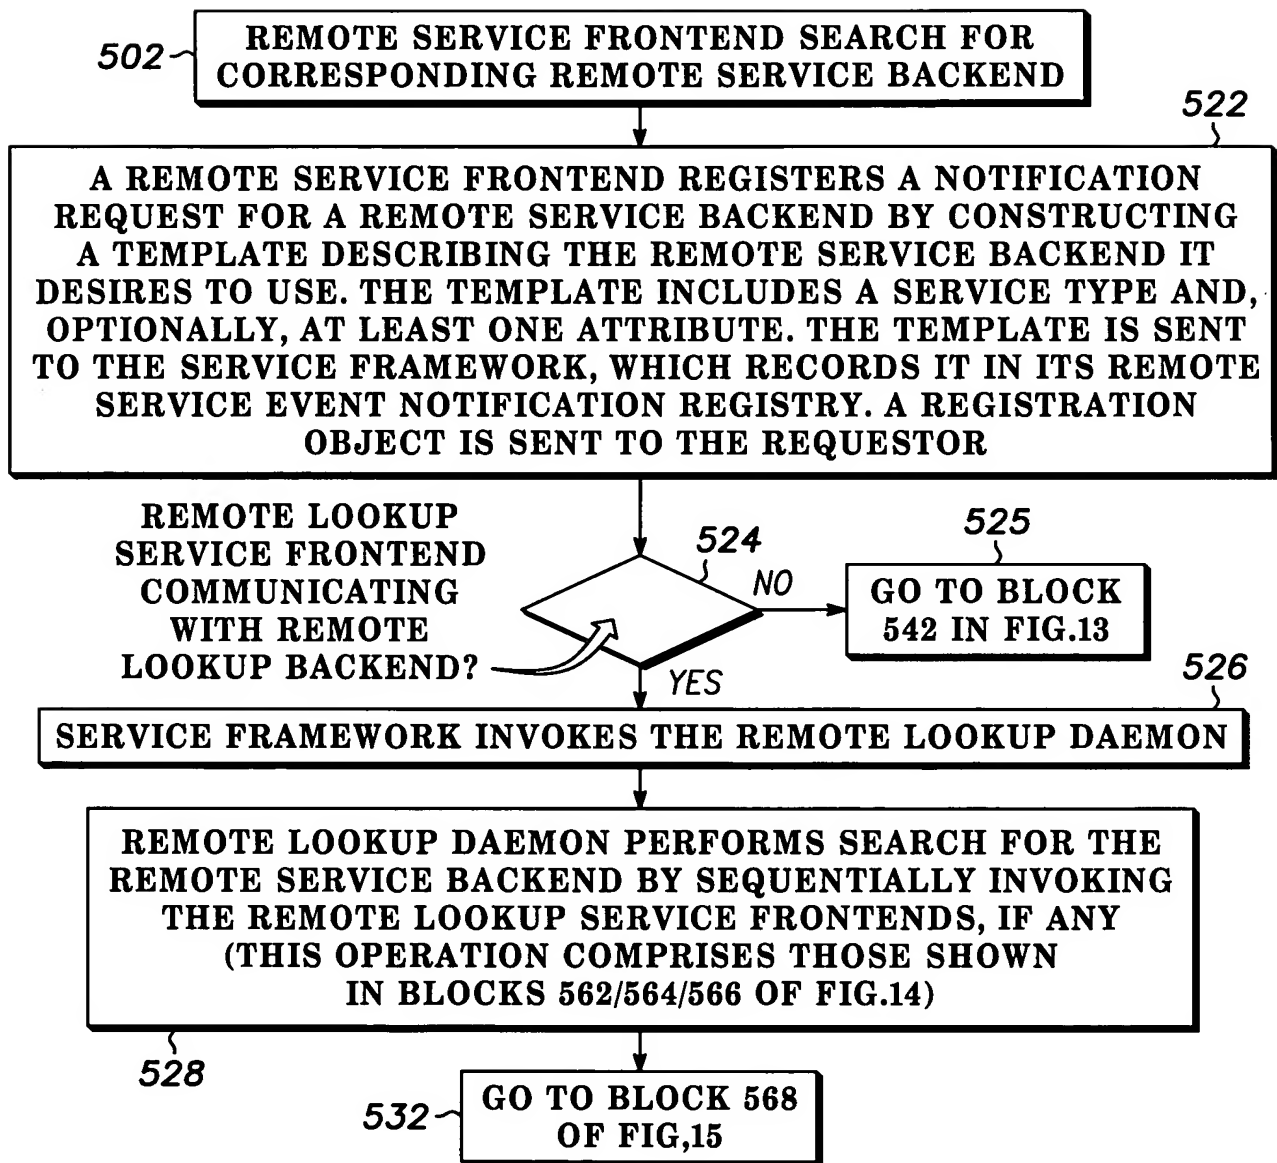 502
REMOTE SERVICE FRONTEND SEARCH FOR
CORRESPONDING REMOTE SERVICE BACKEND
522
A REMOTE SERVICE FRONTEND REGISTERS A NOTIFICATION
REQUEST FOR A REMOTE SERVICE BACKEND BY CONSTRUCTING
A TEMPLATE DESCRIBING THE REMOTE SERVICE BACKEND IT
DESIRES TO USE. THE TEMPLATE INCLUDES A SERVICE TYPE AND,
OPTIONALLY, AT LEAST ONE ATTRIBUTE. THE TEMPLATE IS SENT
TO THE SERVICE FRAMEWORK, WHICH RECORDS IT IN ITS REMOTE
SERVICE EVENT NOTIFICATION REGISTRY. A REGISTRATION
OBJECT IS SENT TO THE REQUESTOR
REMOTE LOOKUP
SERVICE FRONTEND
COMMUNICATING
WITH REMOTE
LOOKUP BACKEND?
524
NO
525
GO TO BLOCK
542 IN FIG.13
YES
526
SERVICE FRAMEWORK INVOKES THE REMOTE LOOKUP DAEMON
REMOTE LOOKUP DAEMON PERFORMS SEARCH FOR THE
REMOTE SERVICE BACKEND BY SEQUENTIALLY INVOKING
THE REMOTE LOOKUP SERVICE FRONTENDS, IF ANY
(THIS OPERATION COMPRISES THOSE SHOWN
IN BLOCKS 562/564/566 OF FIG.14)
528
532
GO TO BLOCK 568
OF FIG,15